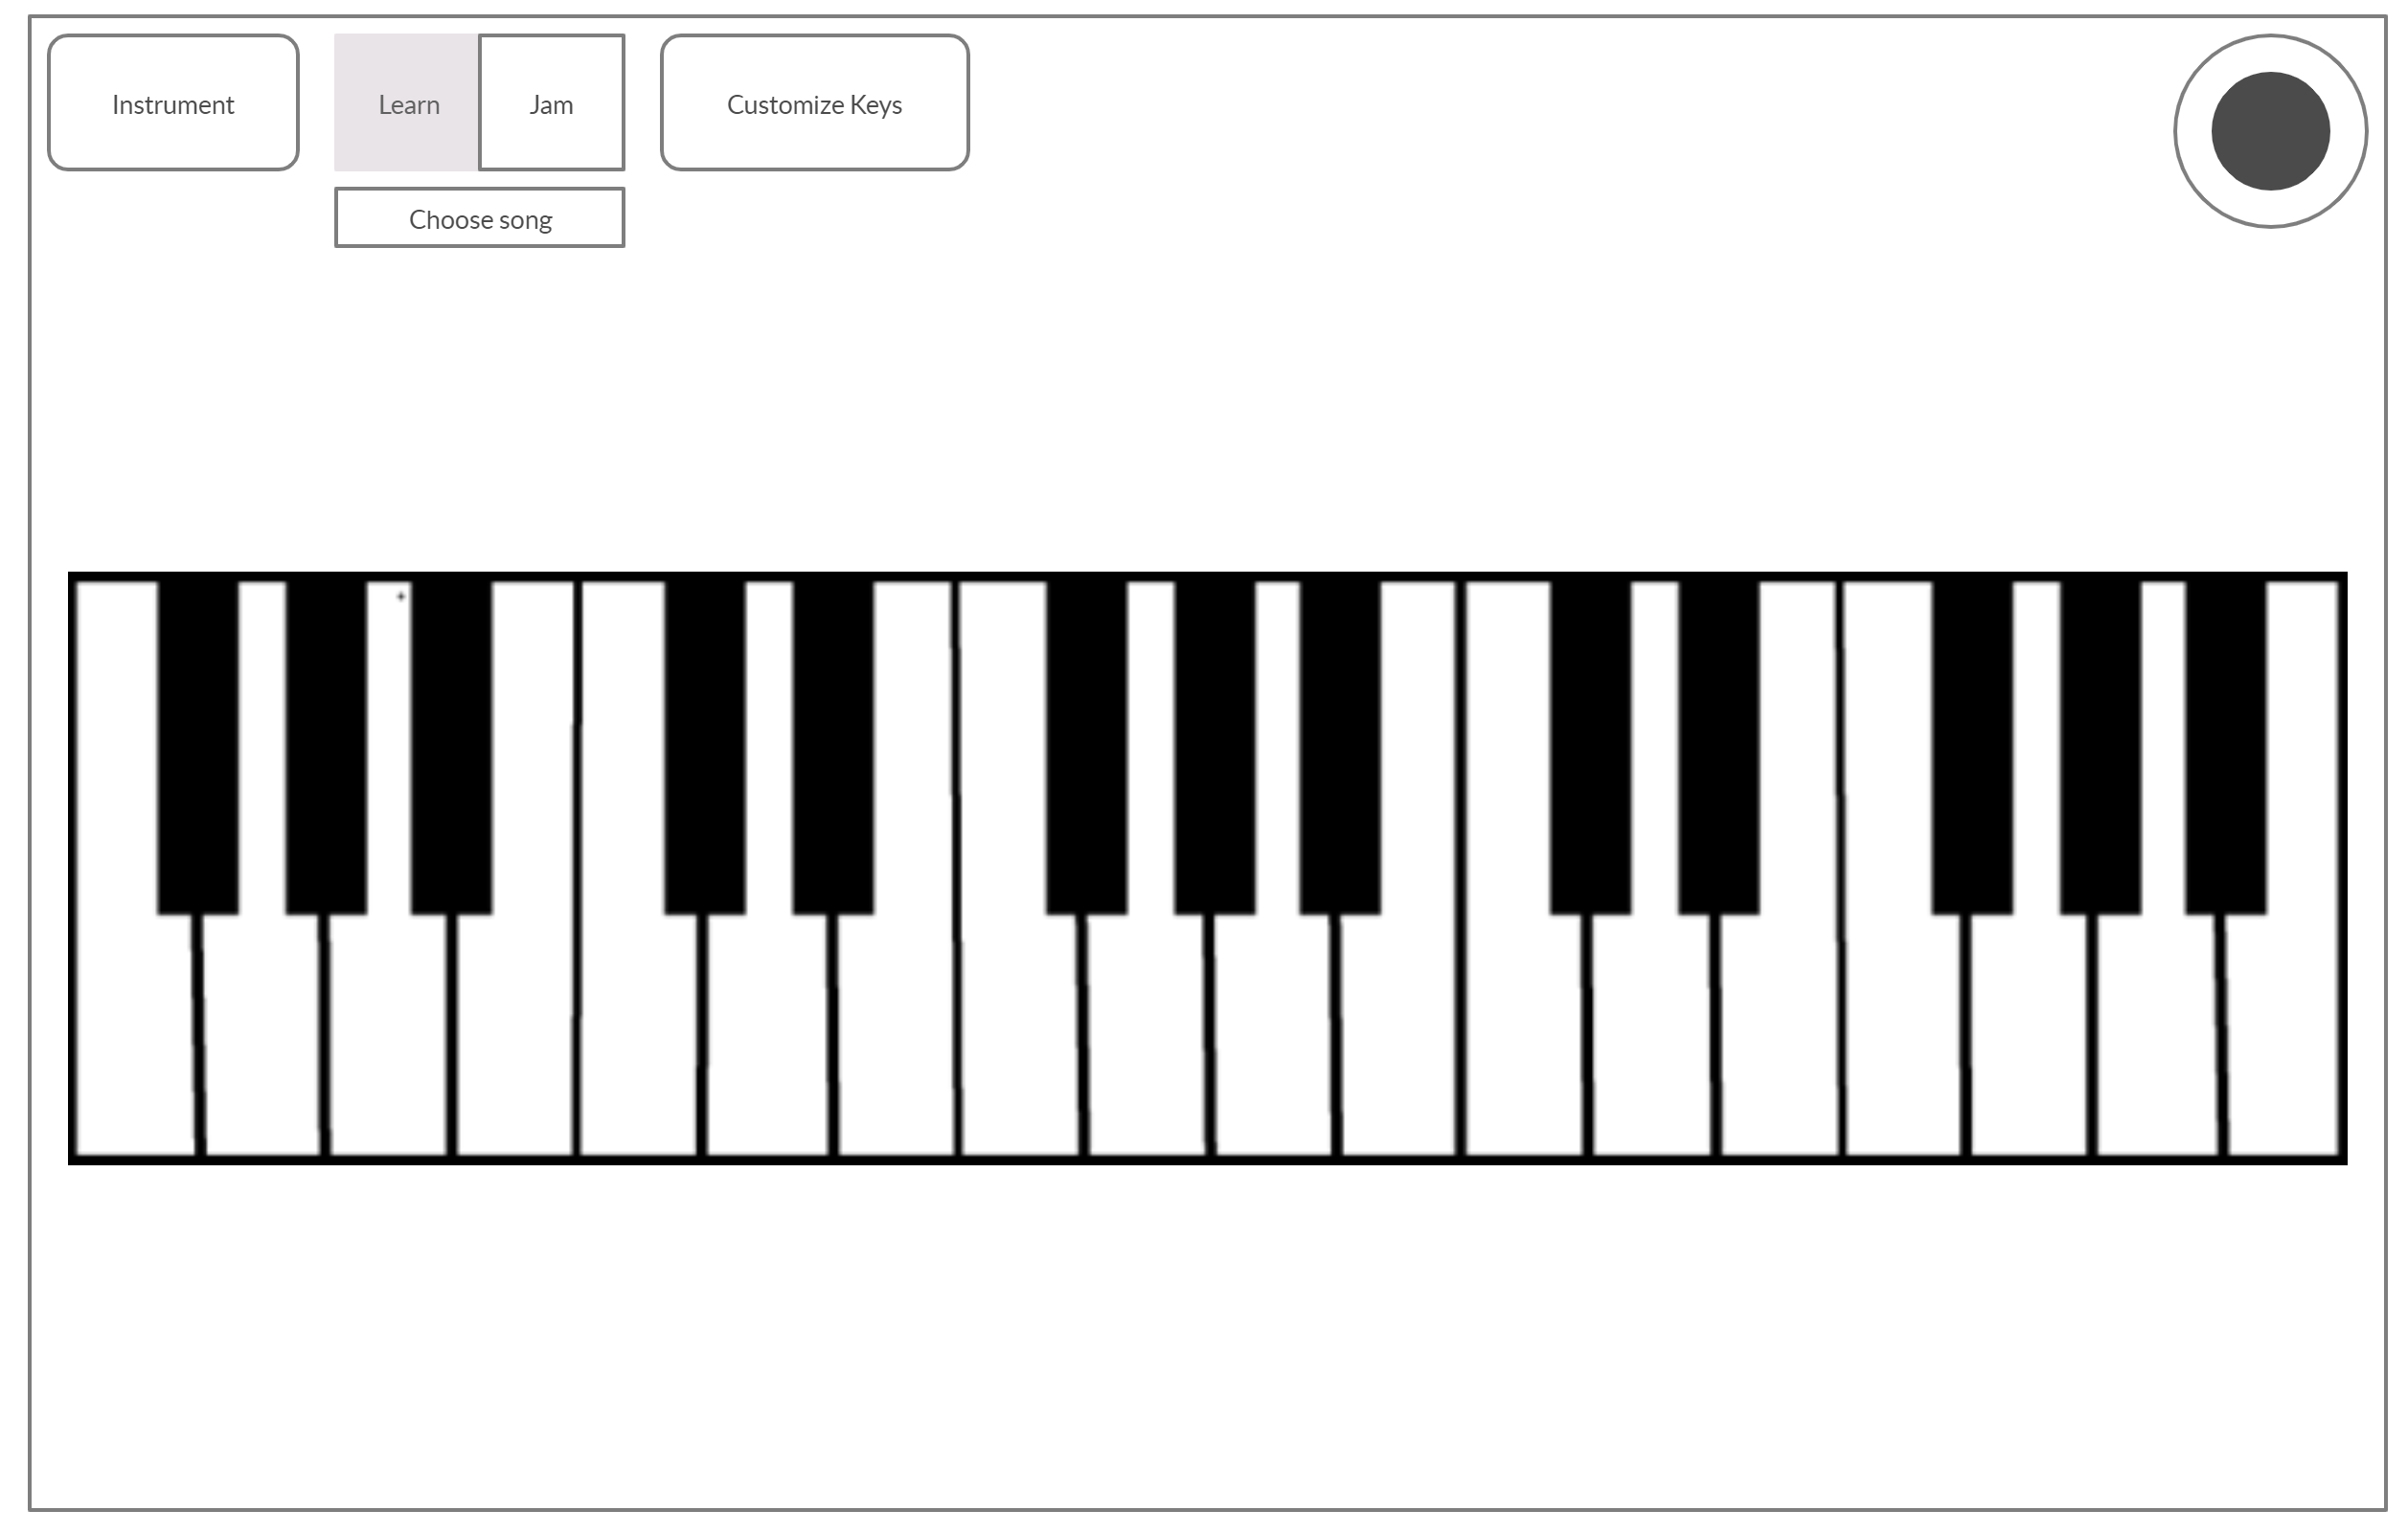 Instrument
Learn
Jam
Customize Keys
Choose song